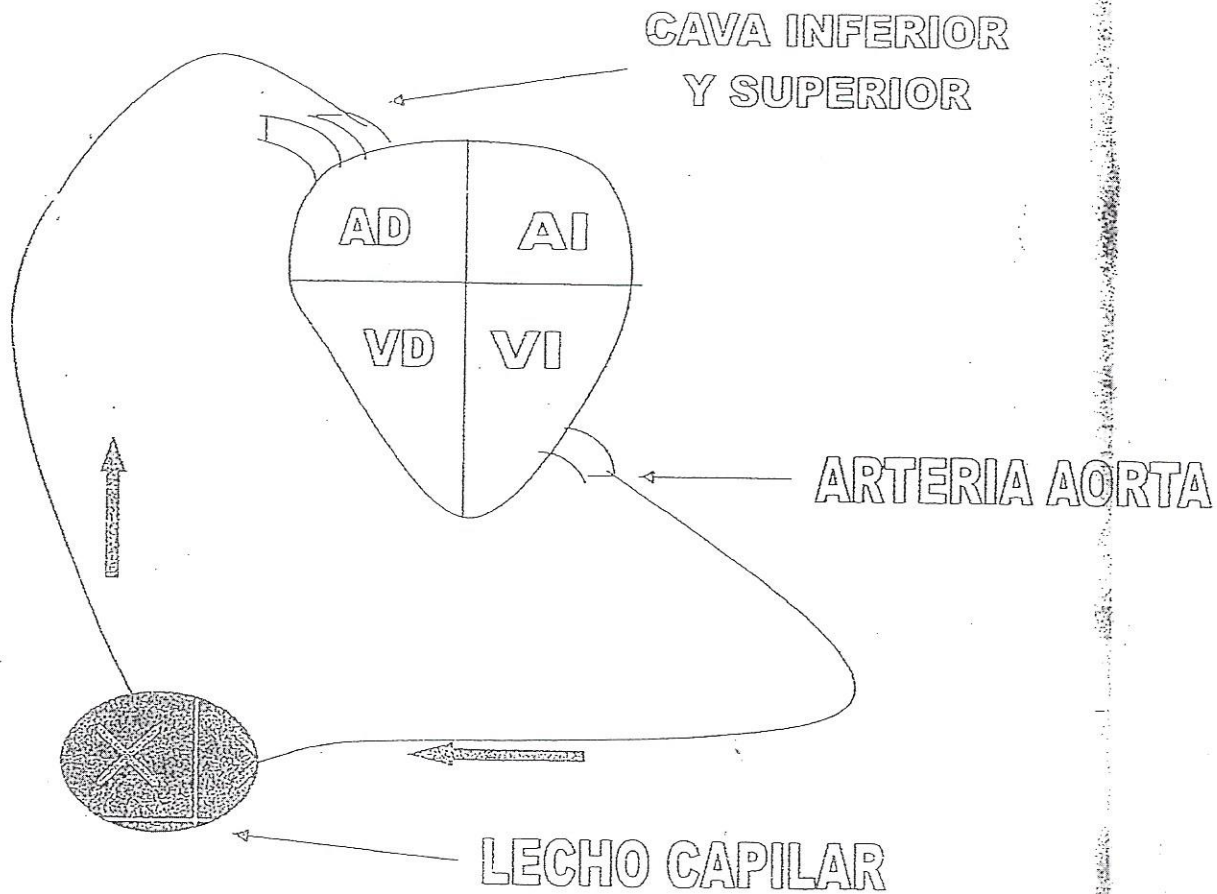 CAVA INFERIOR
Y SUPERIOR
AD
AI
VD
VI
ARTERIA AORTA
LECHO CAPILAR